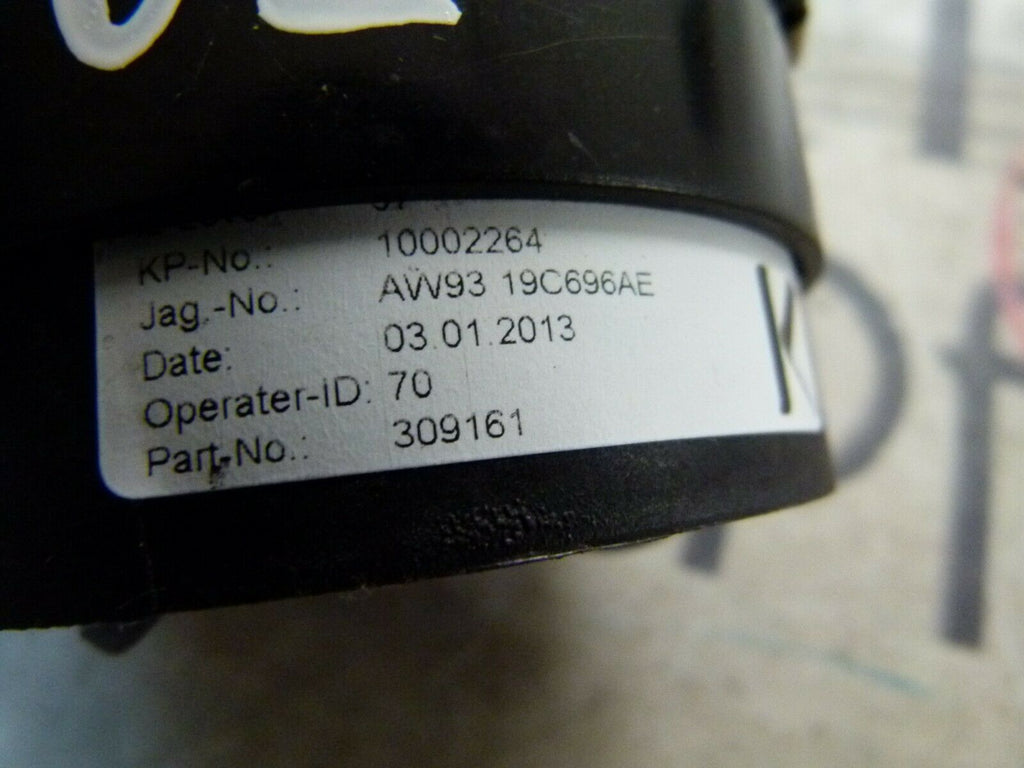 KP-No.: 10002264
Jag.-No.: AW93 19C696AE
Date: 03.01.2013
Operater-ID: 70
Part-No.: 309161
K